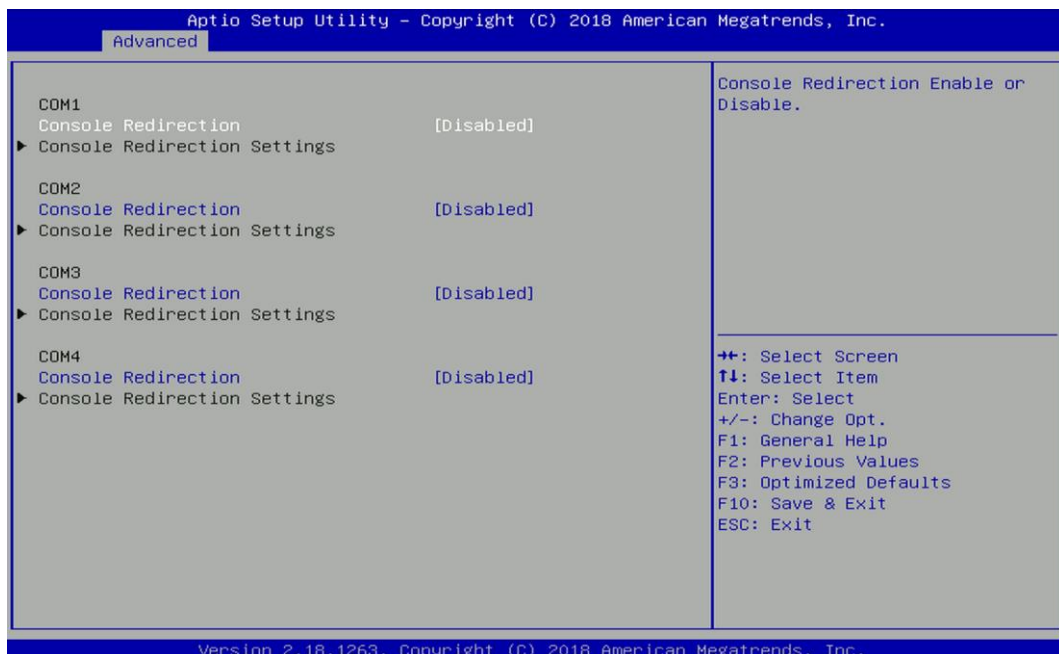 Aptio Setup Utility – Copyright (C) 2018 American Megatrends, Inc.
Advanced
COM1
Console Redirection [Disabled]
▶ Console Redirection Settings
COM2
Console Redirection [Disabled]
▶ Console Redirection Settings
COM3
Console Redirection [Disabled]
▶ Console Redirection Settings
COM4
Console Redirection [Disabled]
▶ Console Redirection Settings
Console Redirection Enable or
Disable.
→←: Select Screen
↑↓: Select Item
Enter: Select
+/-: Change Opt.
F1: General Help
F2: Previous Values
F3: Optimized Defaults
F10: Save & Exit
ESC: Exit
Version 2.18.1263. Copyright (C) 2018 American Megatrends, Inc.